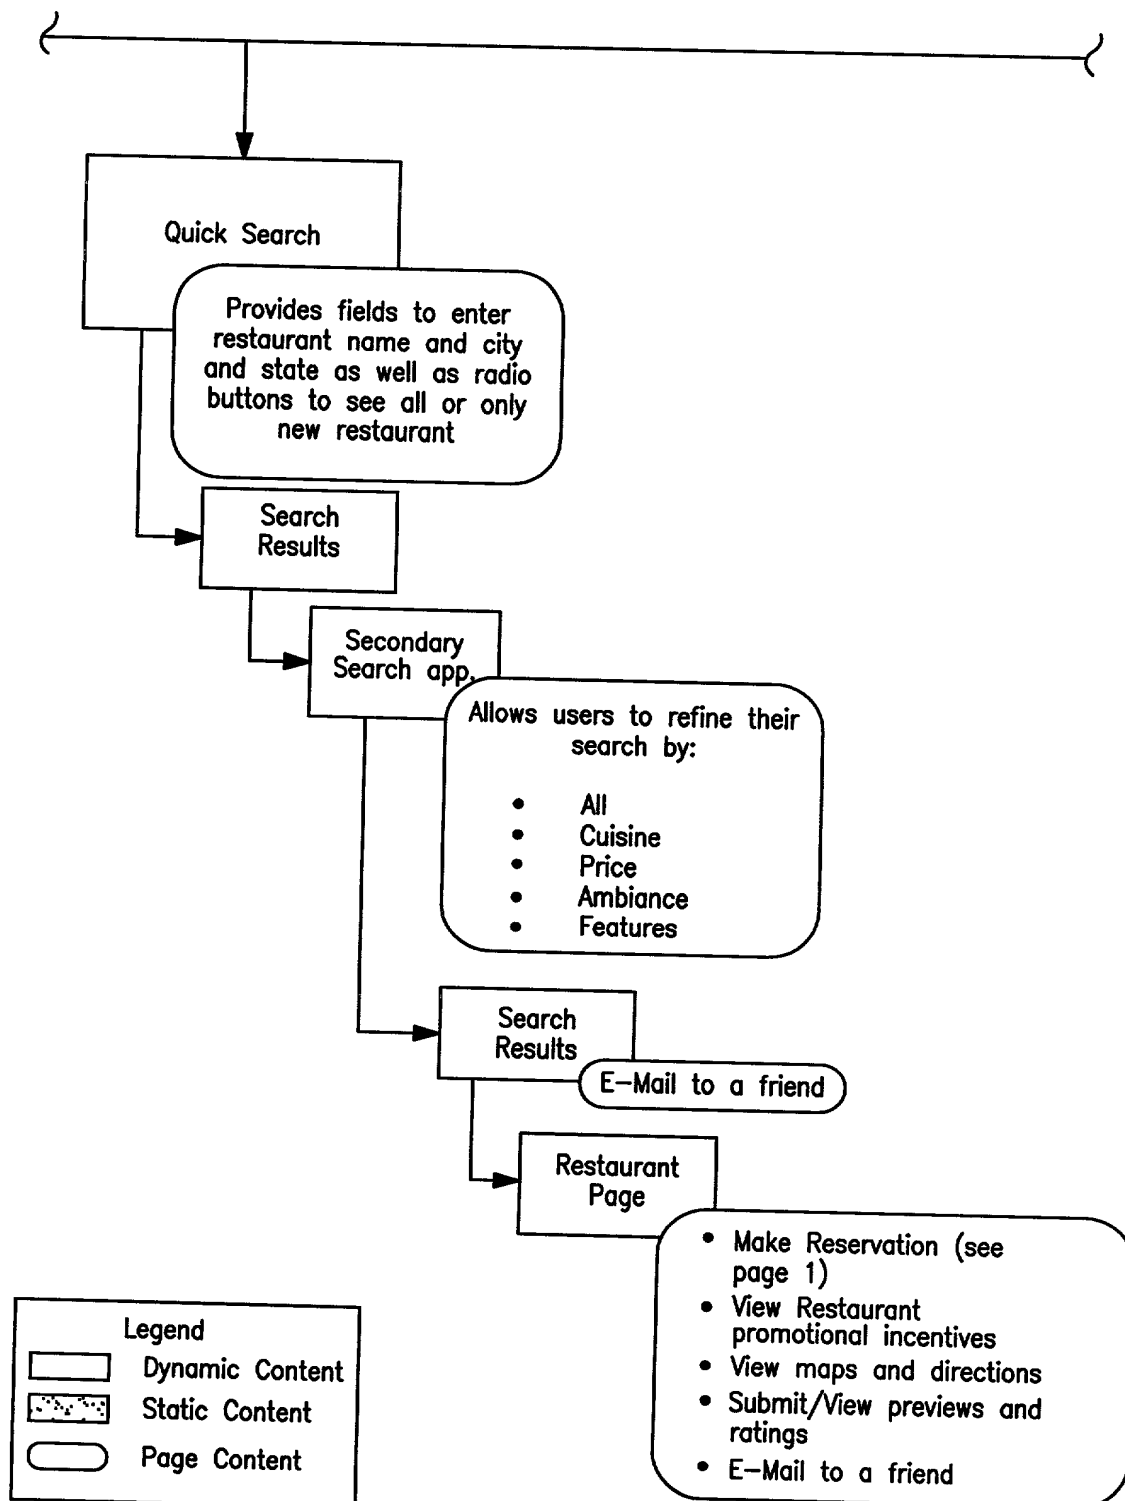 Quick Search
Provides fields to enter
restaurant name and city
and state as well as radio
buttons to see all or only
new restaurant
Search
Results
Secondary
Search app.
Allows users to refine their
search by:
• All
• Cuisine
• Price
• Ambiance
• Features
Search
Results
E-Mail to a friend
Restaurant
Page
• Make Reservation (see
page 1)
• View Restaurant
promotional incentives
• View maps and directions
• Submit/View previews and
ratings
• E-Mail to a friend
Legend
Dynamic Content
Static Content
Page Content